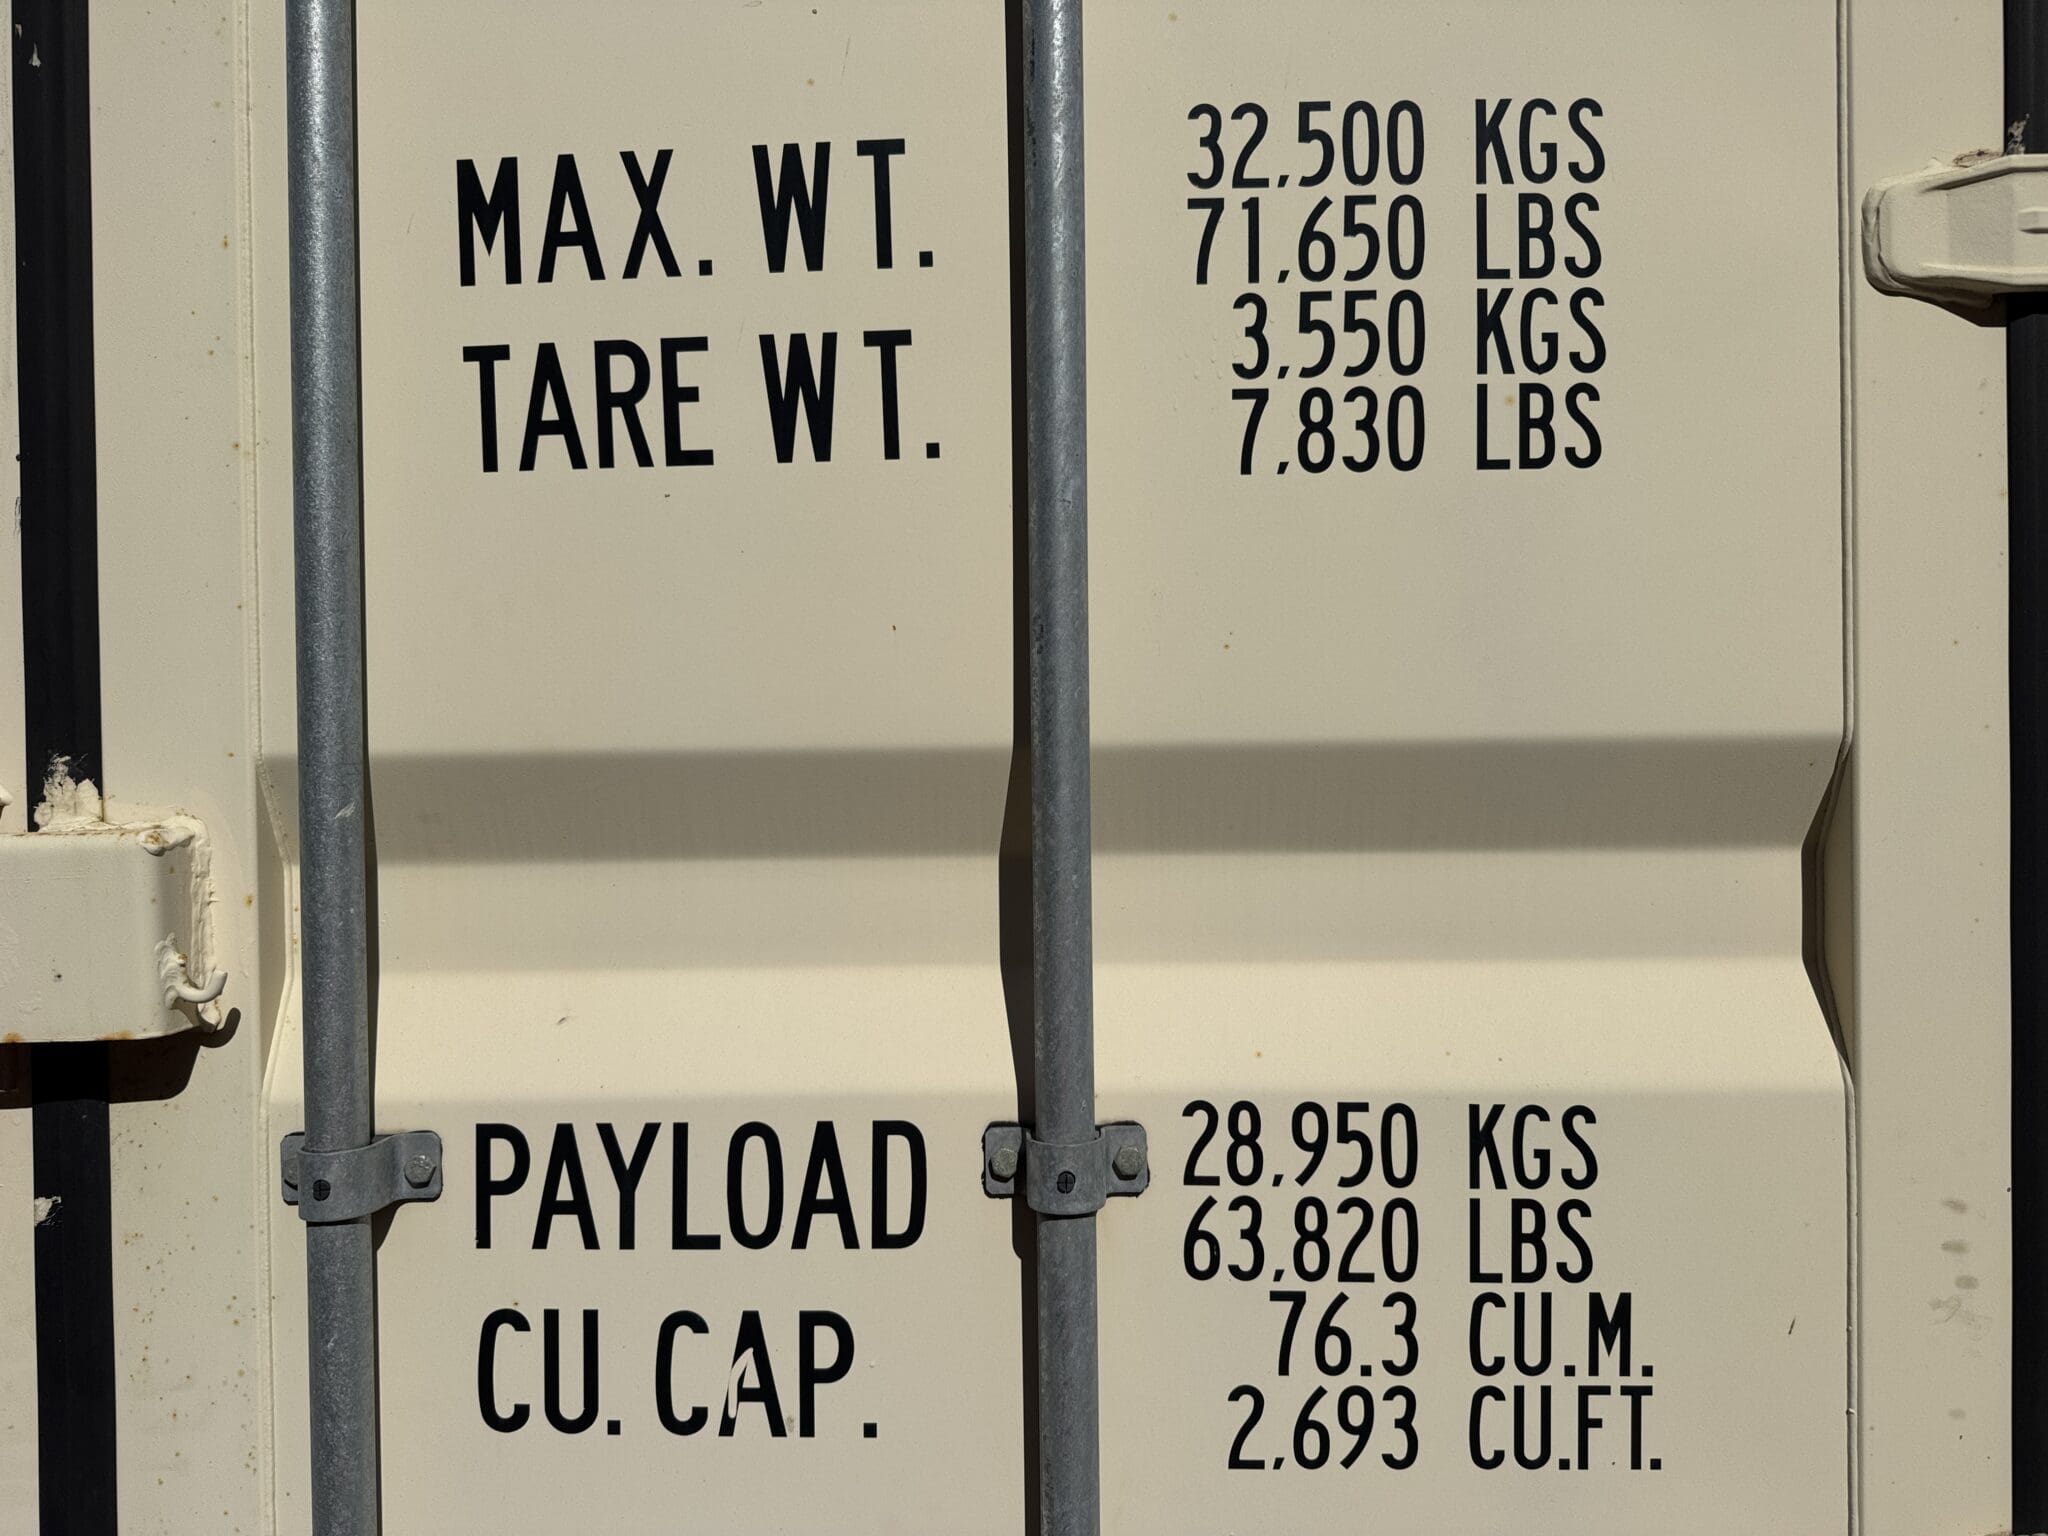 MAX. WT.
32,500 KGS
71,650 LBS
TARE WT.
3,550 KGS
7,830 LBS
PAYLOAD
28,950 KGS
63,820 LBS
CU. CAP.
76.3 CU.M.
2,693 CU.FT.